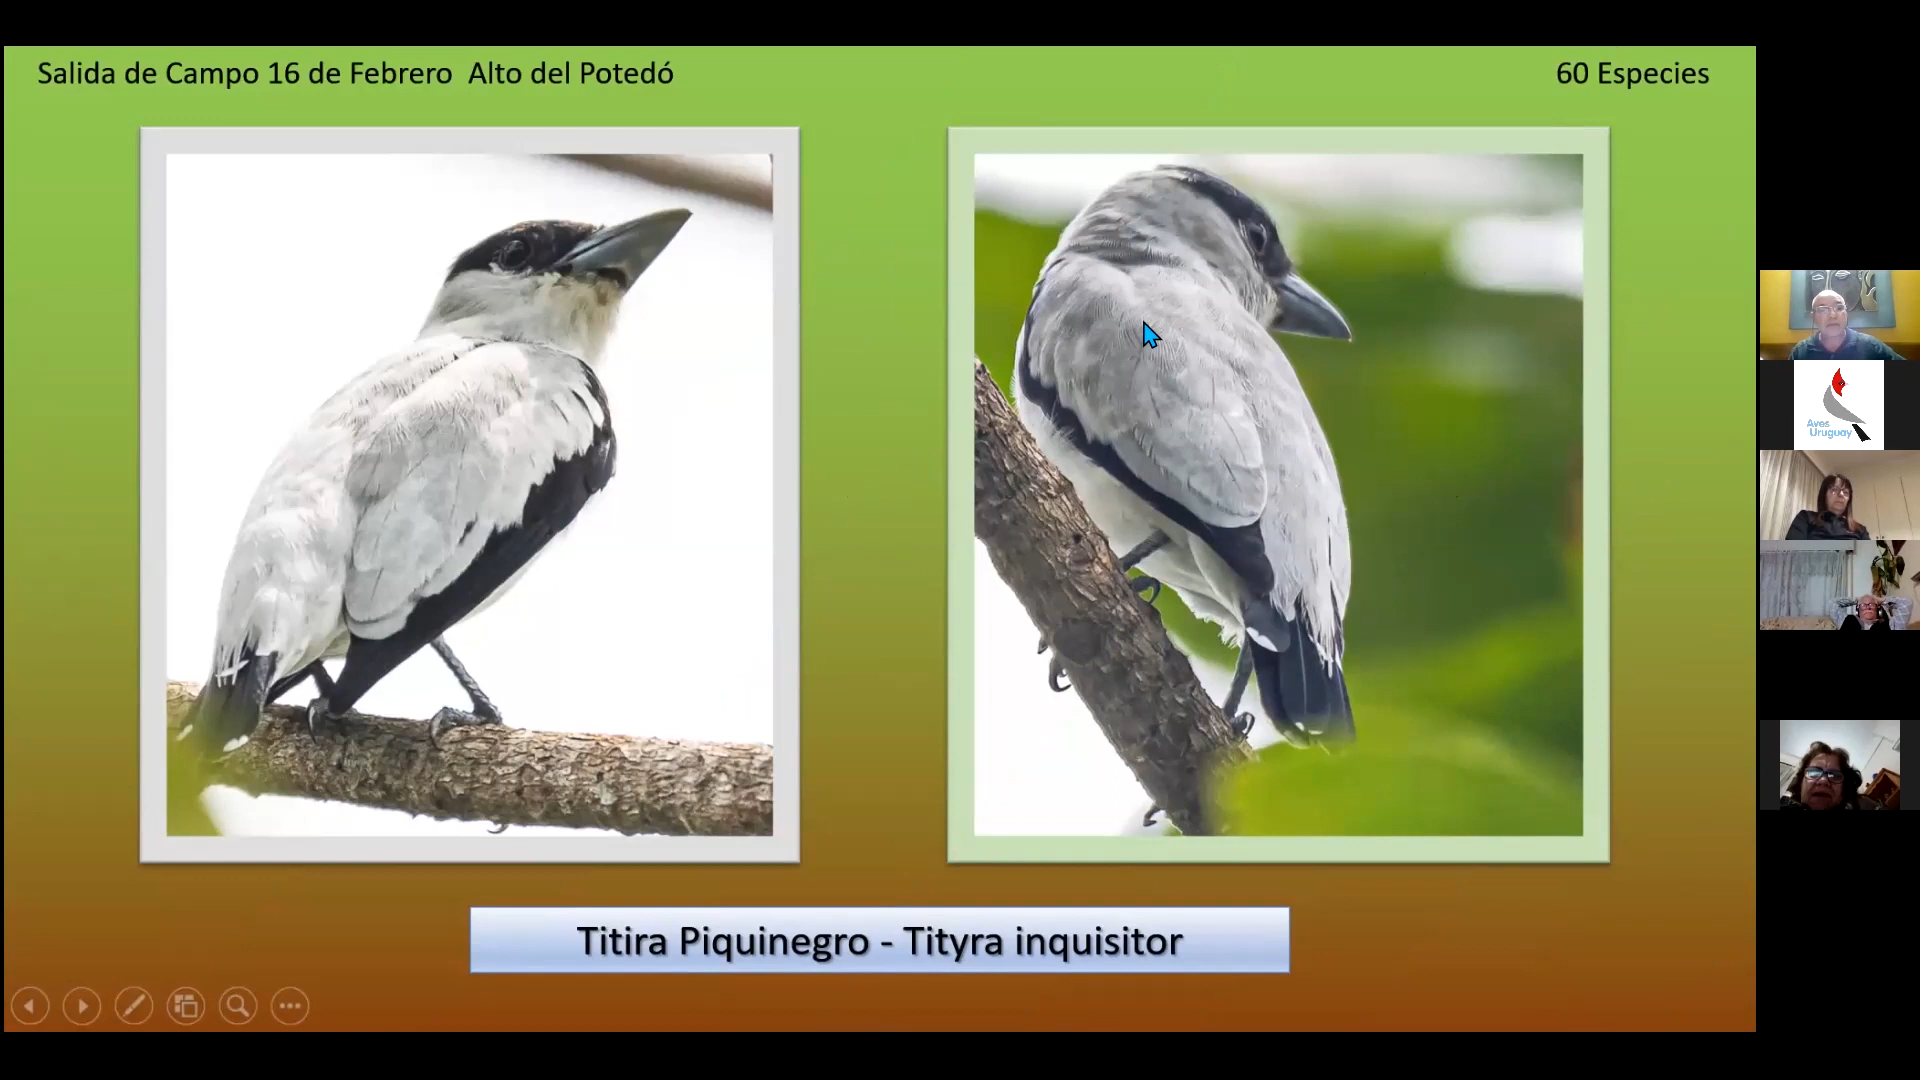 Salida de Campo 16 de Febrero  Alto del Potedó
60 Especies
Titira Piquinegro - Tityra inquisitor
Aves
Uruguay